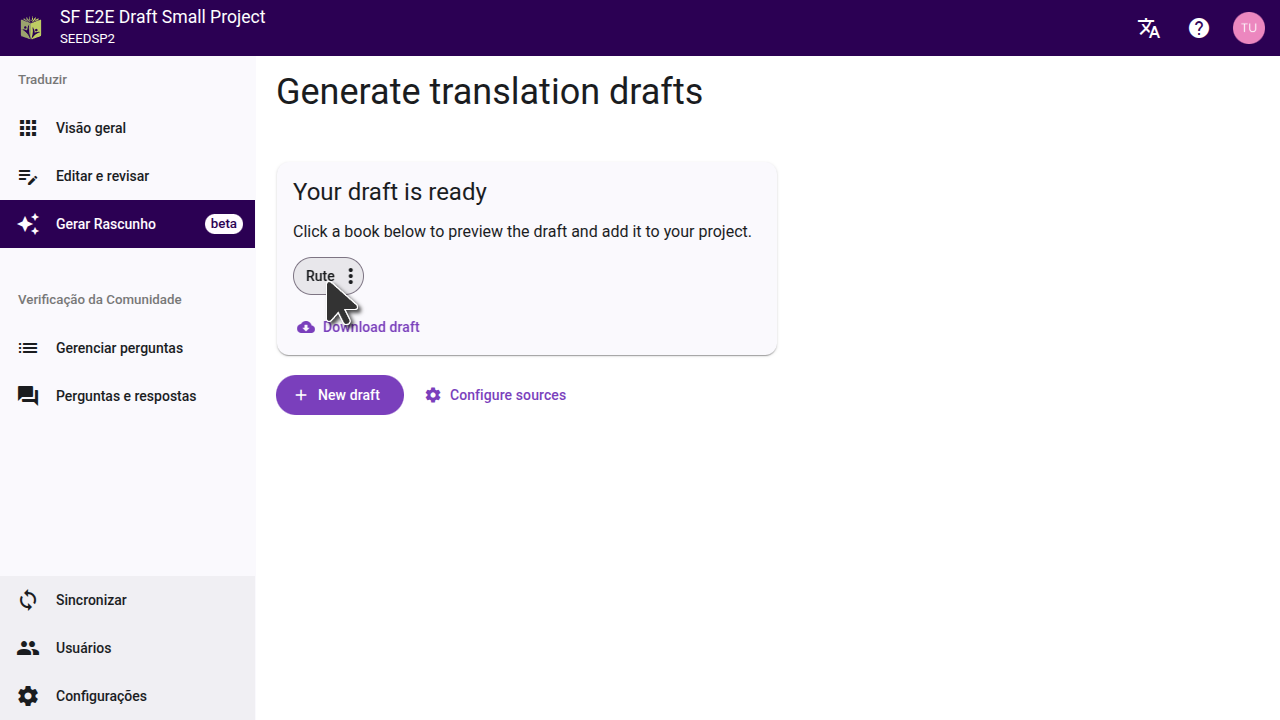 SF E2E Draft Small Project
SEEDSP2
TU
Traduzir
Visão geral
Editar e revisar
Gerar Rascunho beta
Verificação da Comunidade
Gerenciar perguntas
Perguntas e respostas
Sincronizar
Usuários
Configurações
Generate translation drafts
Your draft is ready
Click a book below to preview the draft and add it to your project.
Rute
Download draft
New draft
Configure sources